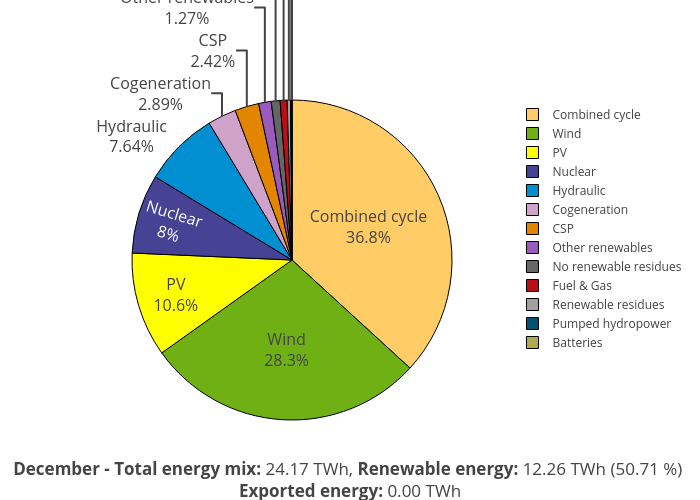 Other renewables
1.27%
CSP
2.42%
Cogeneration
2.89%
Hydraulic
7.64%
Nuclear
8%
PV
10.6%
Wind
28.3%
Combined cycle
36.8%
Combined cycle
Wind
PV
Nuclear
Hydraulic
Cogeneration
CSP
Other renewables
No renewable residues
Fuel & Gas
Renewable residues
Pumped hydropower
Batteries
December - Total energy mix: 24.17 TWh, Renewable energy: 12.26 TWh (50.71 %)
Exported energy: 0.00 TWh